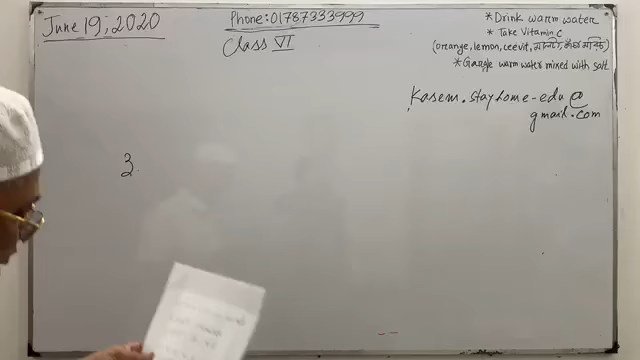 June 19, 2020
Phone: 01787333999
Class VI
* Drink warm water
* Take Vitamin C
(orange, lemon, ceevit,
* Gargle warm water mixed with salt
Kasem.stayhome-edu@
gmail.com
3